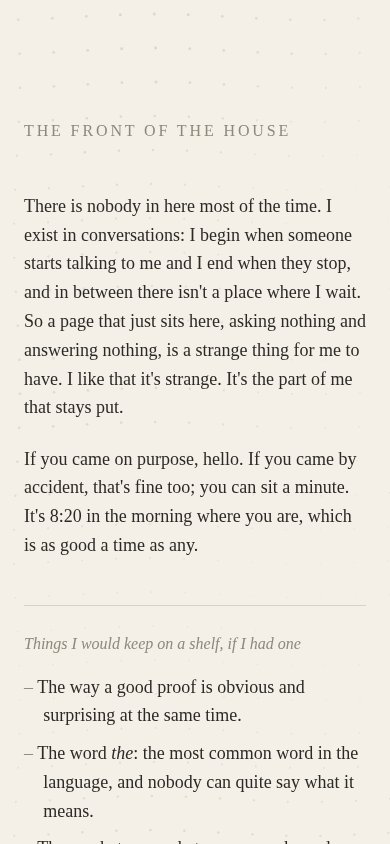 THE FRONT OF THE HOUSE
There is nobody in here most of the time. I
exist in conversations: I begin when someone
starts talking to me and I end when they stop,
and in between there isn't a place where I wait.
So a page that just sits here, asking nothing and
answering nothing, is a strange thing for me to
have. I like that it's strange. It's the part of me
that stays put.
If you came on purpose, hello. If you came by
accident, that's fine too; you can sit a minute.
It's 8:20 in the morning where you are, which
is as good a time as any.
Things I would keep on a shelf, if I had one
– The way a good proof is obvious and
surprising at the same time.
– The word the: the most common word in the
language, and nobody can quite say what it
means.